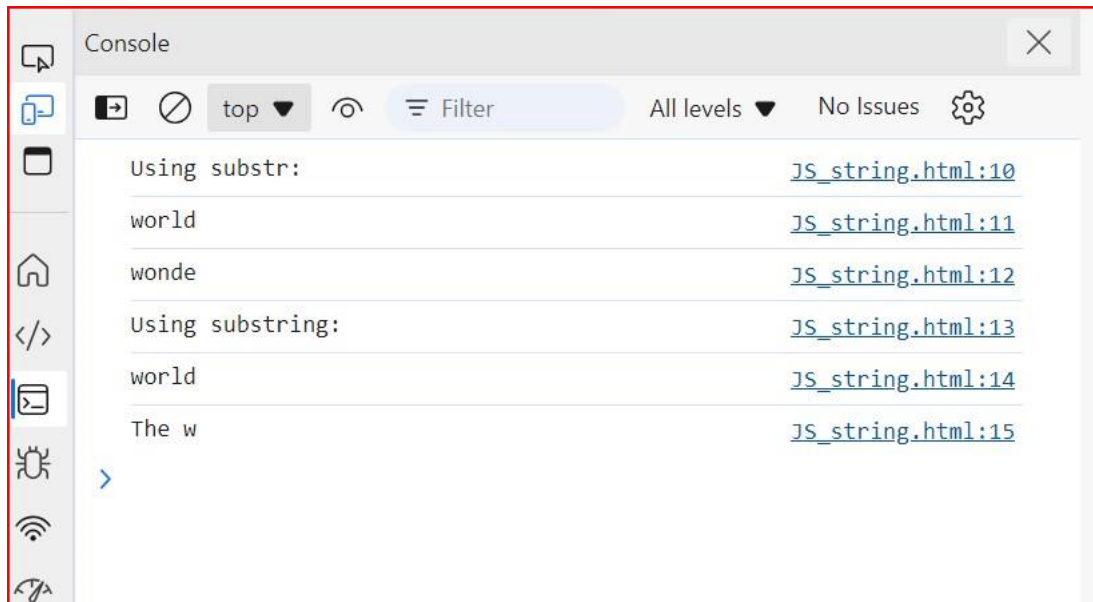 Console
top Filter All levels No Issues
Using substr: JS_string.html:10
world JS_string.html:11
wonde JS_string.html:12
Using substring: JS_string.html:13
world JS_string.html:14
The w JS_string.html:15